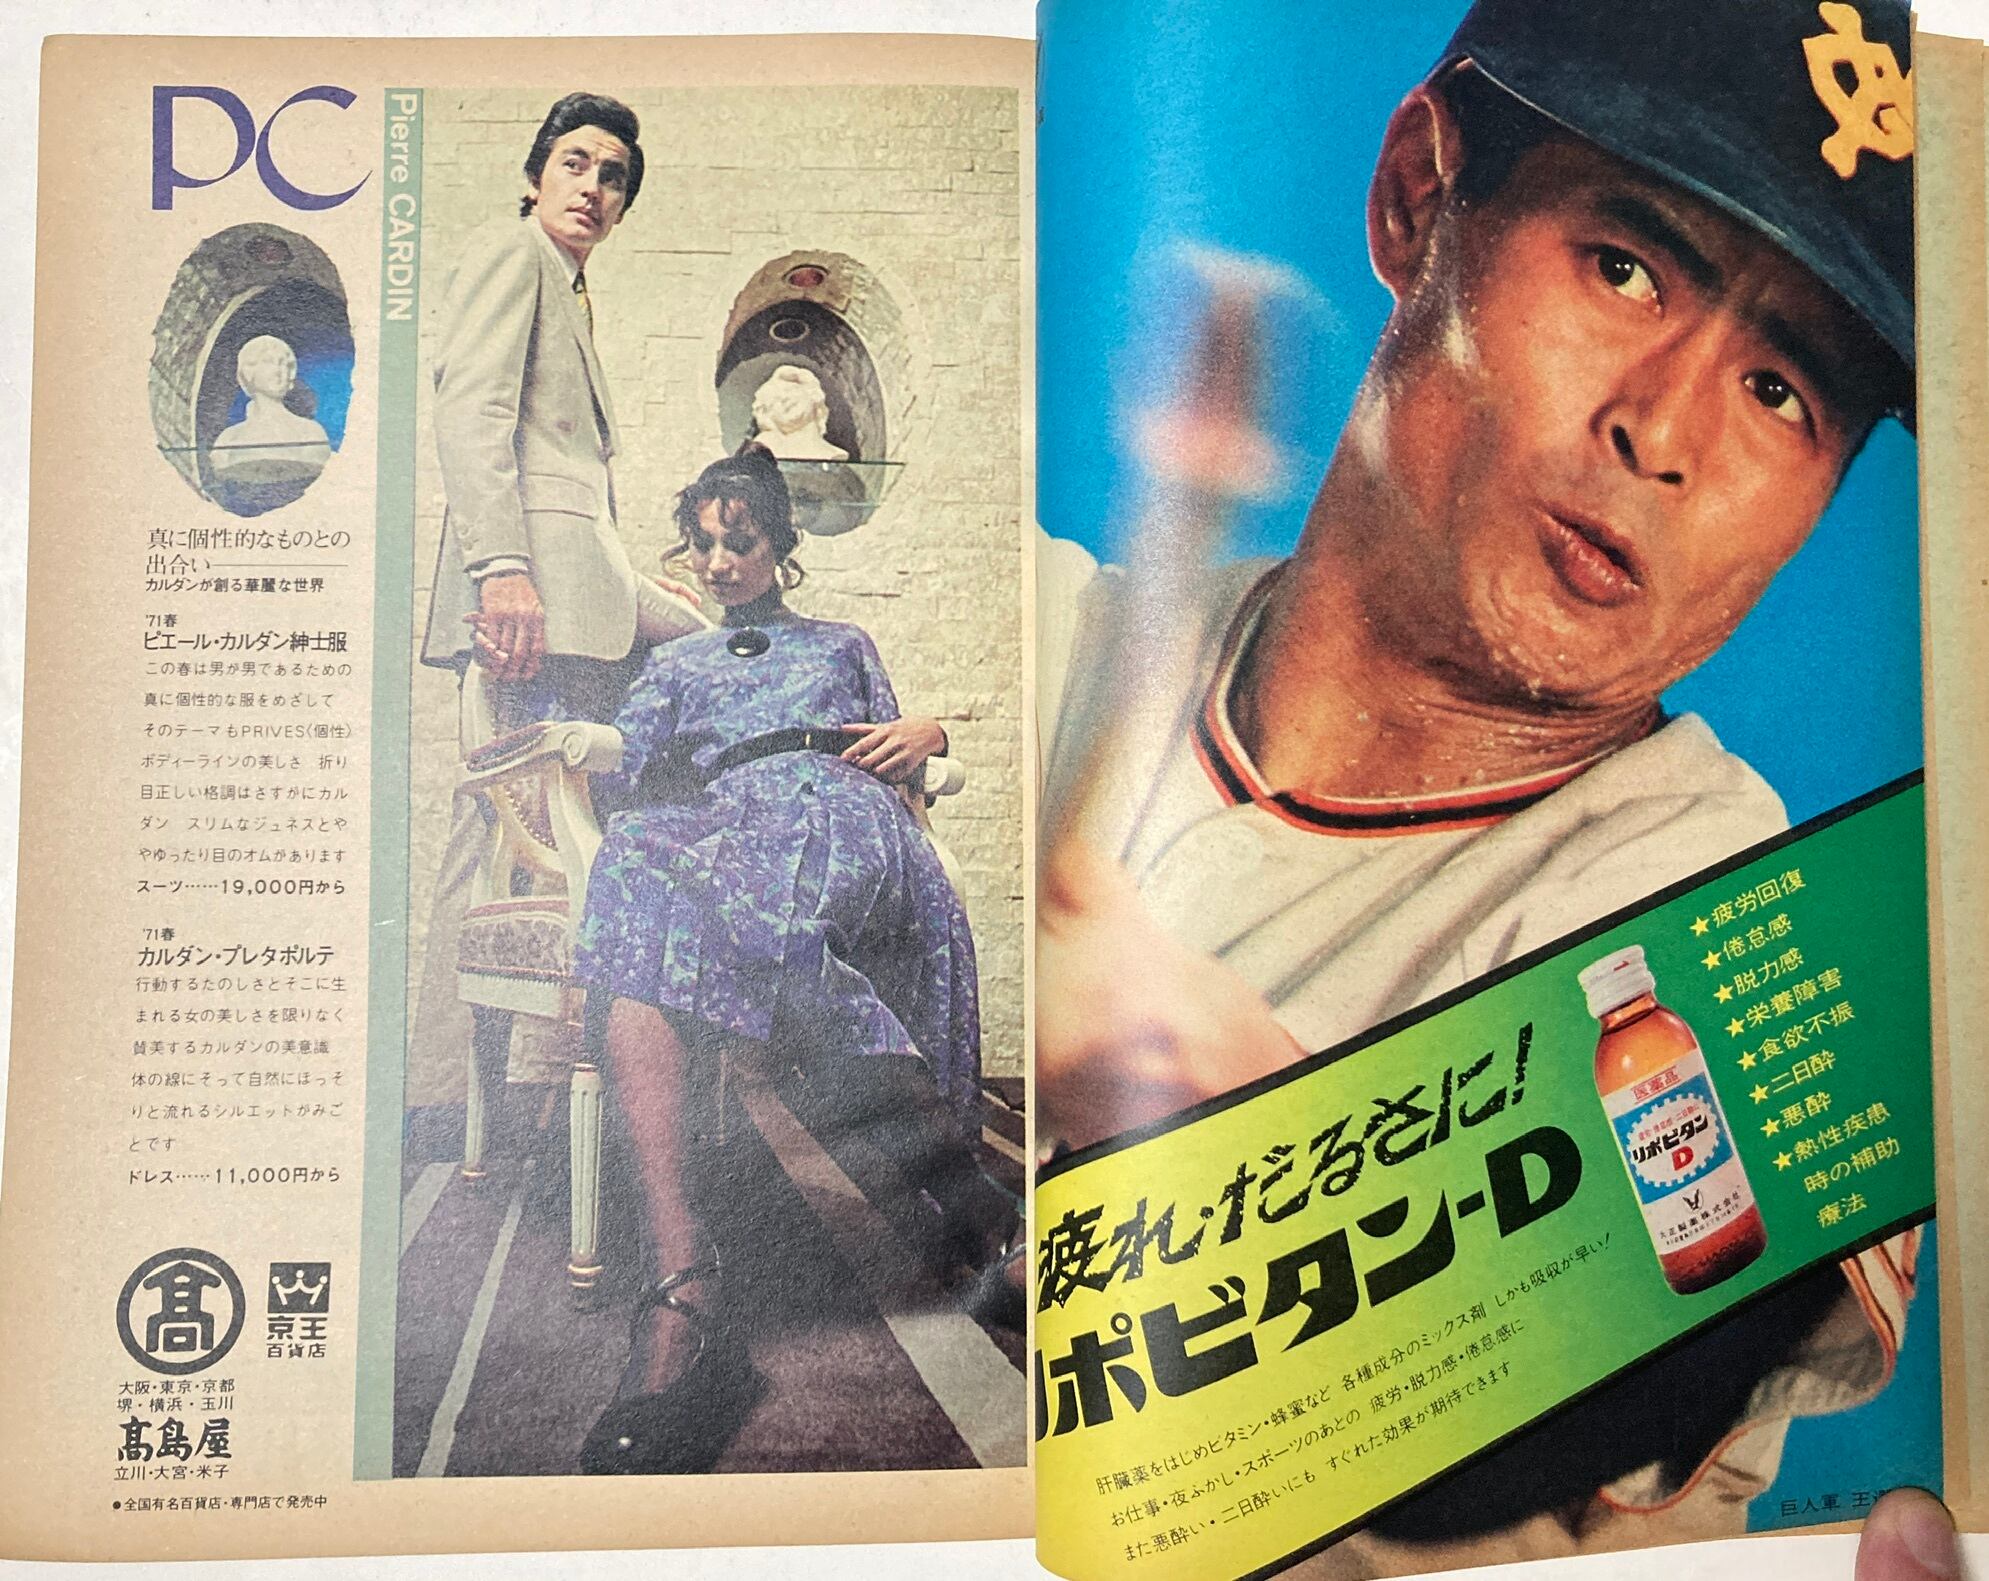 PC
Pierre CARDIN
真に個性的なものとの
出合い
カルダンが創る華麗な世界
'71春
ピエール・カルダン紳士服
この春は男が男であるための
真に個性的な服をめざして
そのテーマもPRIVES〈個性〉
ボディーラインの美しさ 折り
目正しい格調はさすがにカル
ダン スリムなジュネスとや
やゆったり目のオムがあります
スーツ……19,000円から
'71春
カルダン・プレタポルテ
行動するたのしさとそこに生
まれる女の美しさを限りなく
賛美するカルダンの美意識
体の線にそって自然にほっそ
りと流れるシルエットがみご
とです
ドレス……11,000円から
髙
京王
百貨店
大阪・東京・京都
堺・横浜・玉川
髙島屋
立川・大宮・米子
●全国有名百貨店・専門店で発売中
★疲労回復
★倦怠感
★脱力感
★栄養障害
★食欲不振
★二日酔
★悪酔
★熱性疾患
時の補助
療法
医薬品
リポビタン
D
大正製薬株式会社
疲れ・だるさに!
リポビタン-D
肝臓薬をはじめビタミン・蜂蜜など 各種成分のミックス剤 しかも吸収が早い!
お仕事・夜ふかし・スポーツのあとの 疲労・脱力感・倦怠感に
また悪酔い・二日酔いにも すぐれた効果が期待できます
巨人軍 王